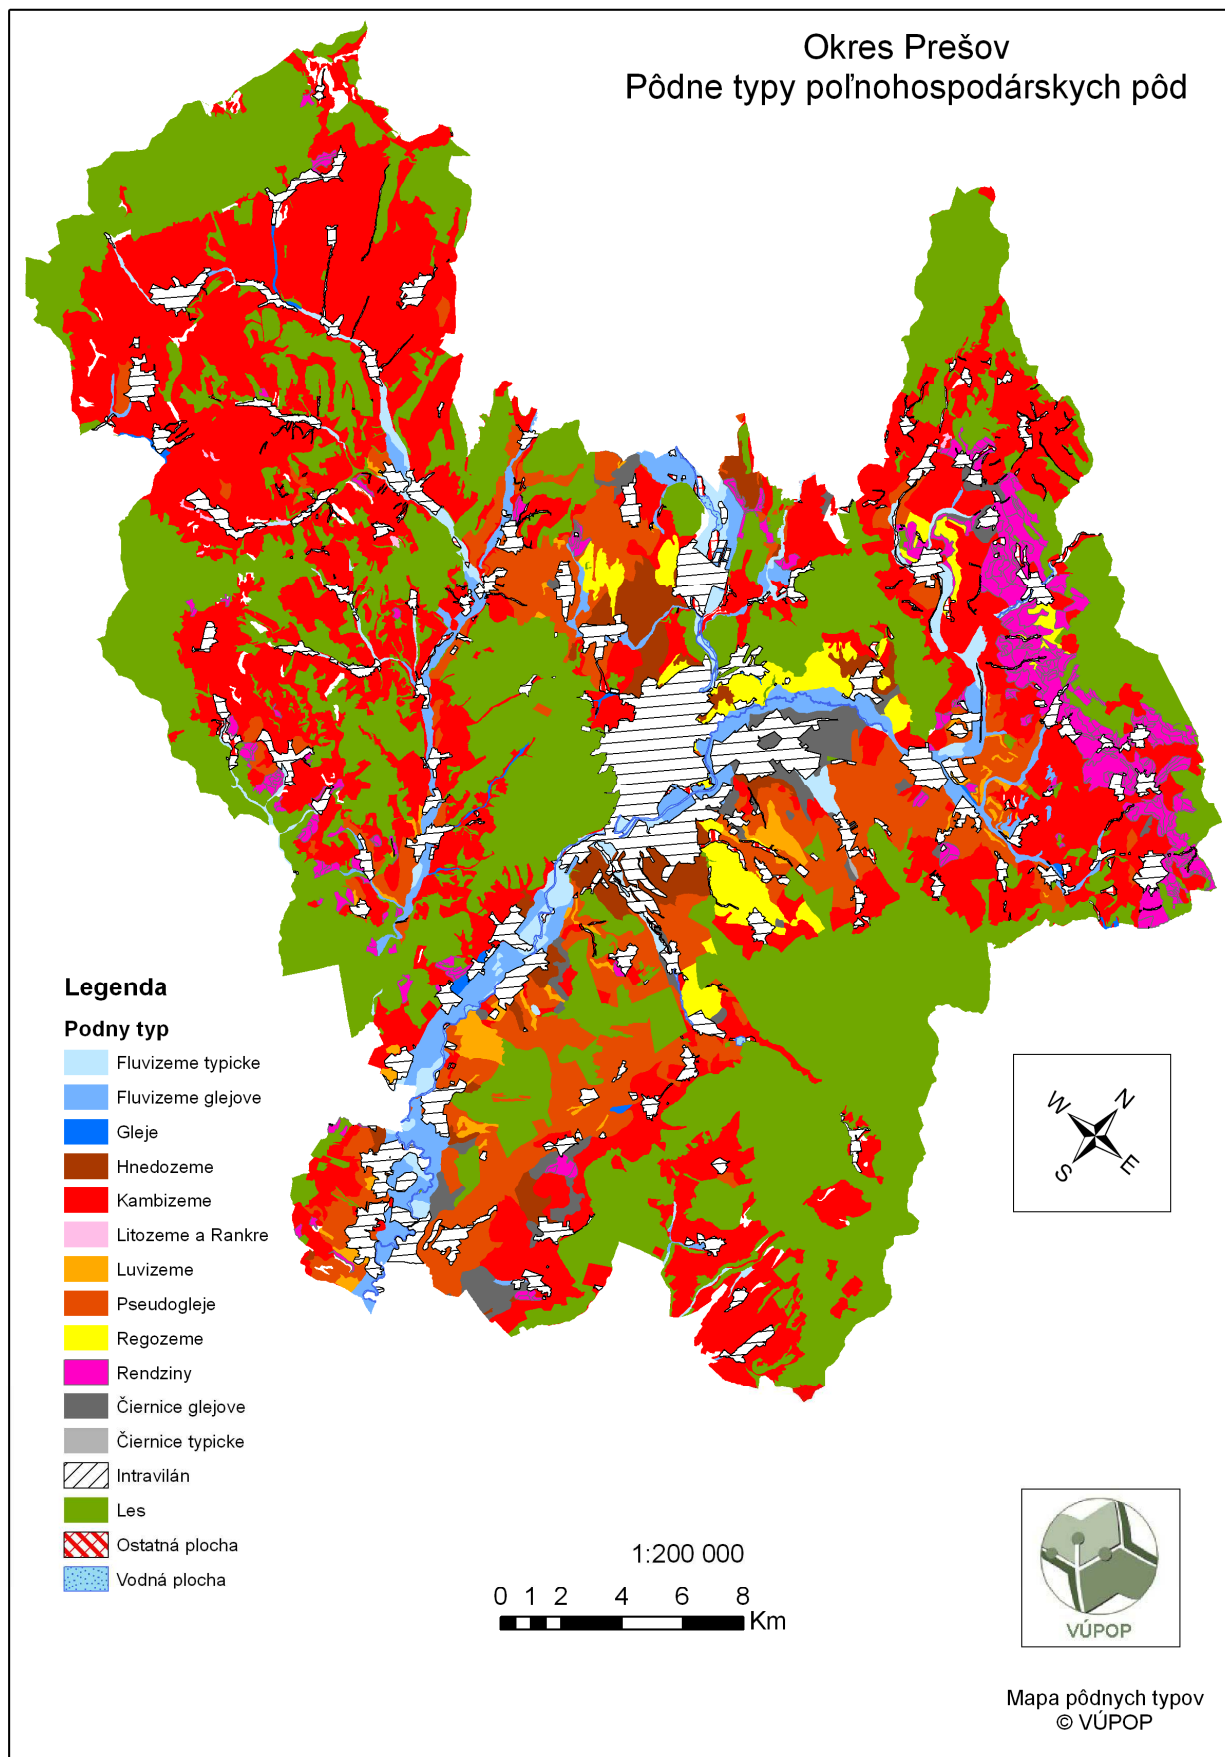 Okres Prešov
Pôdne typy poľnohospodárskych pôd
Legenda
Podny typ
Fluvizeme typicke
Fluvizeme glejove
Gleje
Hnedozeme
Kambizeme
Litozeme a Rankre
Luvizeme
Pseudogleje
Regozeme
Rendziny
Čiernice glejove
Čiernice typicke
Intravilán
Les
Ostatná plocha
Vodná plocha
W N
S E
1:200 000
0 1 2 4 6 8
Km
VÚPOP
Mapa pôdnych typov
© VÚPOP